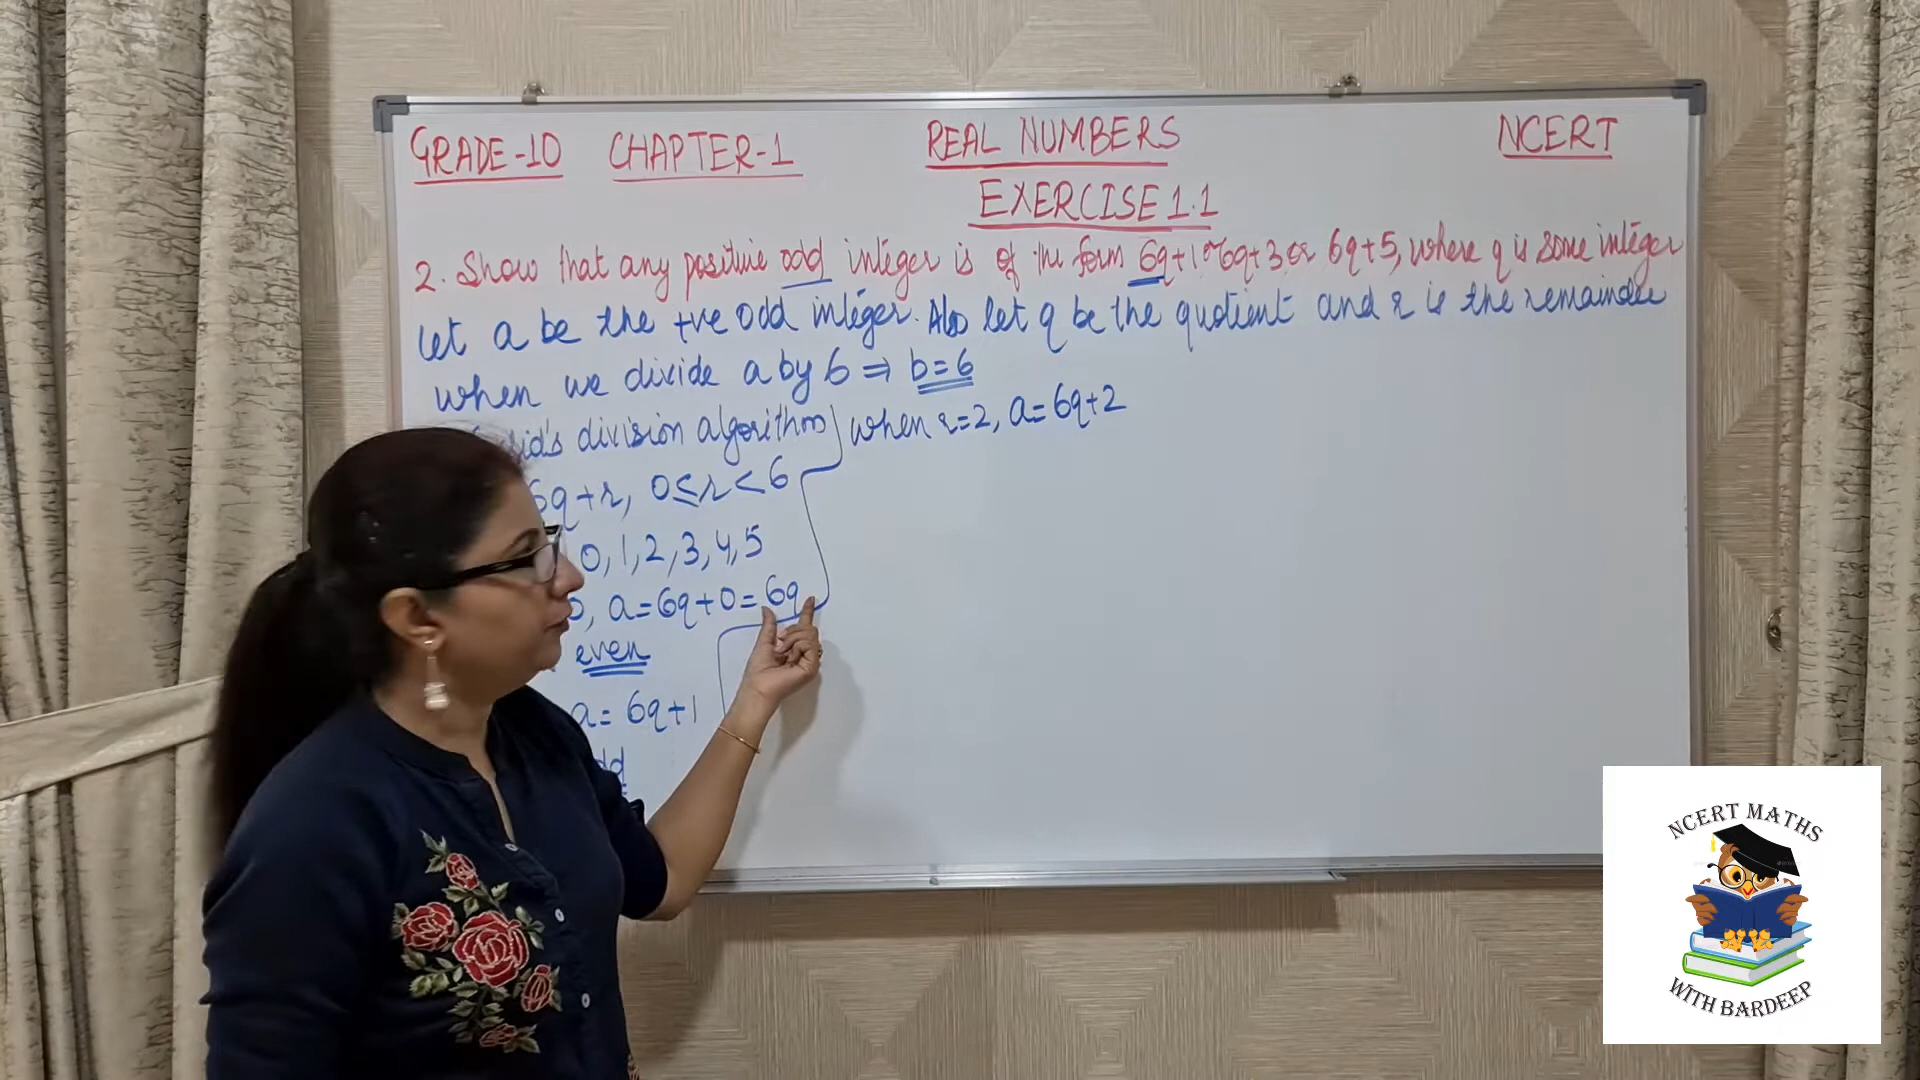 GRADE-10 CHAPTER-1 REAL NUMBERS NCERT
EXERCISE 1.1
2. Show that any positive odd integer is of the form 6q+1 or 6q+3 or 6q+5, where q is some integer
Let a be the +ve odd integer. Also let q be the quotient and r is the remainder
when we divide a by 6 ⇒ b=6
division algorithm
6q+r, 0≤r<6
0,1,2,3,4,5
0, a=6q+0=6q
even
a=6q+1
when r=2, a=6q+2
NCERT MATHS
WITH BARDEEP